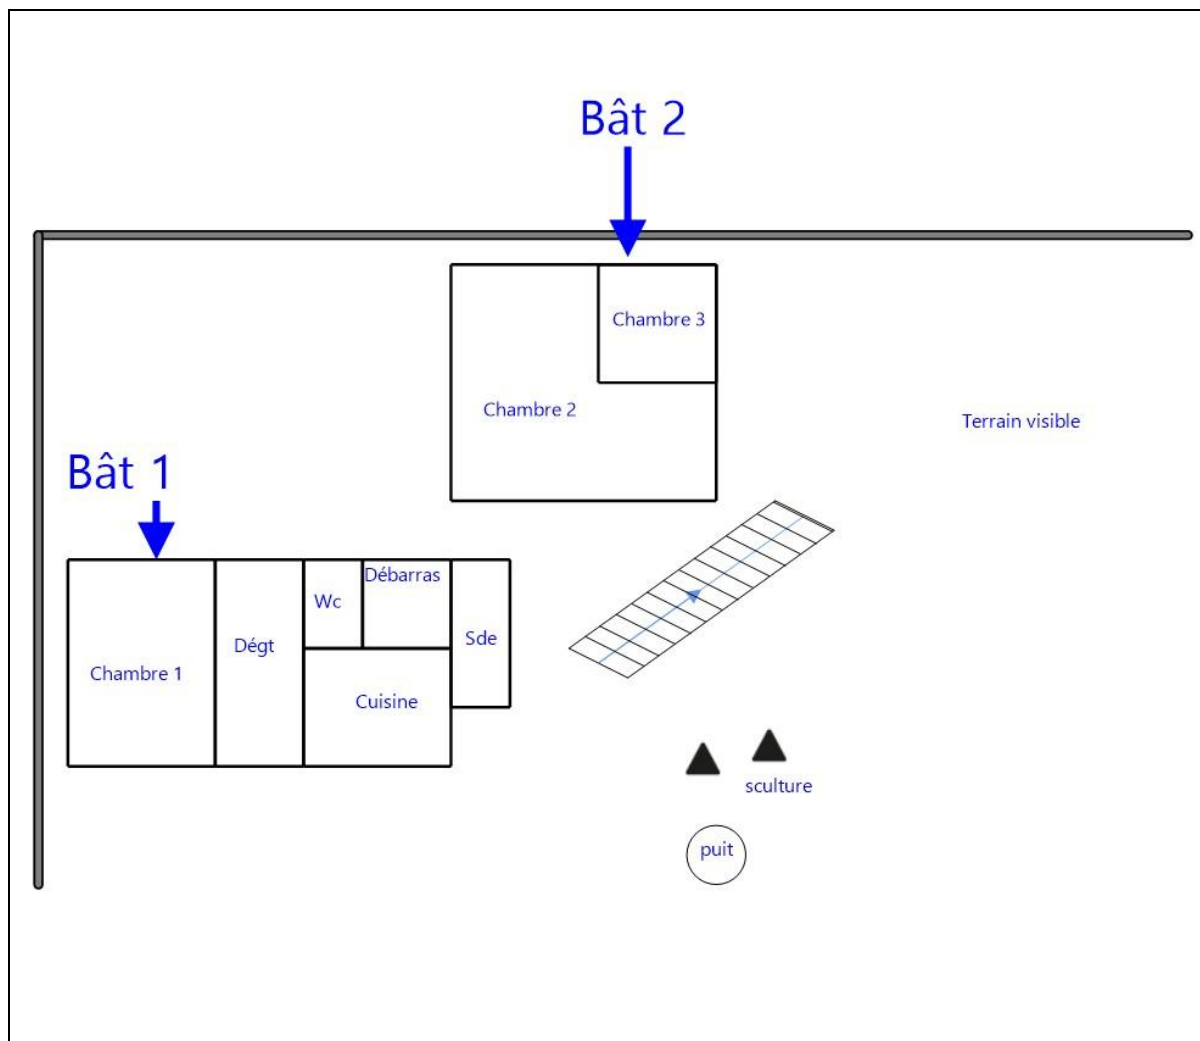 Bât 2
Chambre 3
Chambre 2
Terrain visible
Bât 1
Débarras
Wc
Sde
Dégt
Chambre 1
Cuisine
sculture
puit